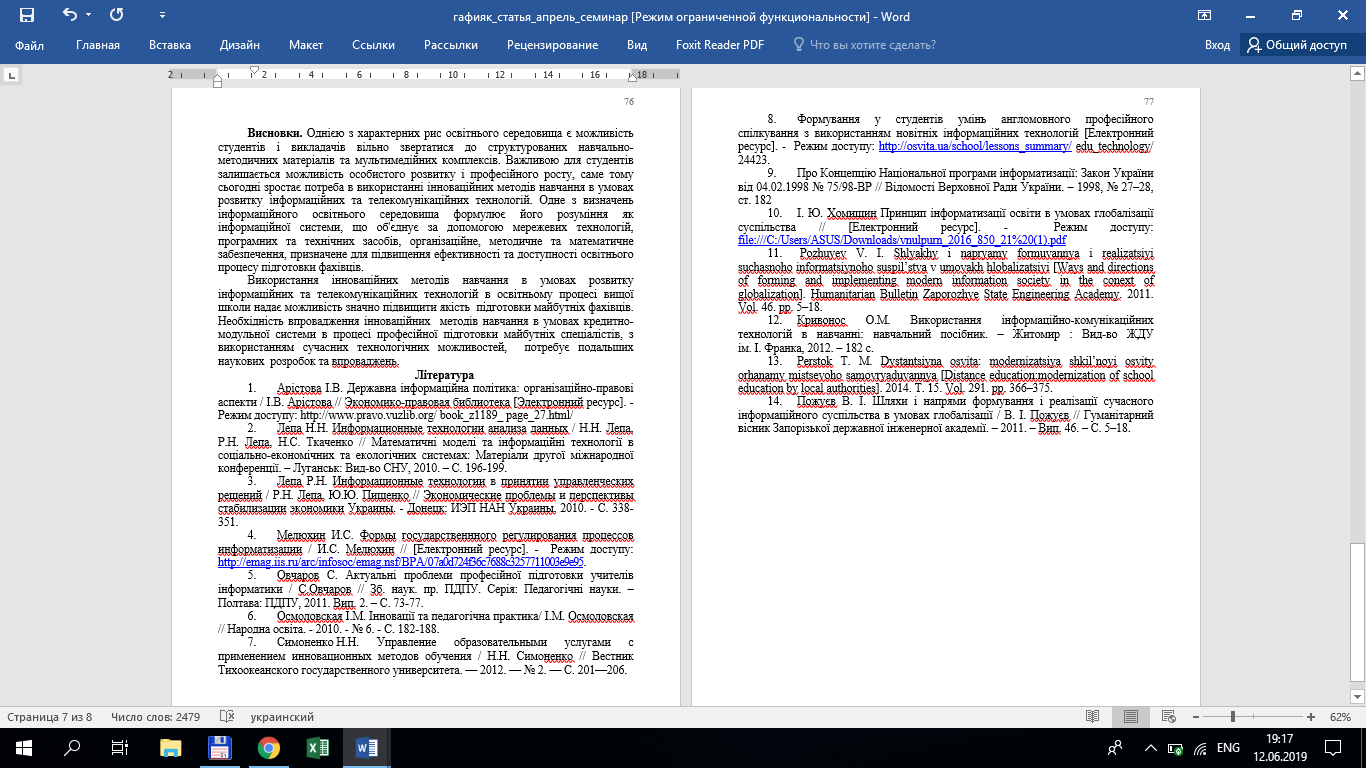 гафияк_статья_апрель_семинар [Режим ограниченной функциональности] - Word
Файл Главная Вставка Дизайн Макет Ссылки Рассылки Рецензирование Вид Foxit Reader PDF Что вы хотите сделать? Вход Общий доступ
2 2 4 6 8 10 12 14 16 18
76
Висновки. Однією з характерних рис освітнього середовища є можливість
студентів і викладачів вільно звертатися до структурованих навчально-
методичних матеріалів та мультимедійних комплексів. Важливою для студентів
залишається можливість особистого розвитку і професійного росту, саме тому
сьогодні зростає потреба в використанні інноваційних методів навчання в умовах
розвитку інформаційних та телекомунікаційних технологій. Одне з визначень
інформаційного освітнього середовища формулює його розуміння як
інформаційної системи, що об'єднує за допомогою мережевих технологій,
програмних та технічних засобів, організаційне, методичне та математичне
забезпечення, призначене для підвищення ефективності та доступності освітнього
процесу підготовки фахівців.
Використання інноваційних методів навчання в умовах розвитку
інформаційних та телекомунікаційних технологій в освітньому процесі вищої
школи надає можливість значно підвищити якість підготовки майбутніх фахівців.
Необхідність впровадження інноваційних методів навчання в умовах кредитно-
модульної системи в процесі професійної підготовки майбутніх спеціалістів, з
використанням сучасних технологічних можливостей, потребує подальших
наукових розробок та впроваджень.
Література
1. Арістова І.В. Державна інформаційна політика: організаційно-правові
аспекти / І.В. Арістова // Экономико-правовая библиотека [Электронний ресурс]. -
Режим доступу: http://www.pravo.vuzlib.org/ book_z1189_ page_27.html/
2. Лепа Н.Н. Информационные технологии анализа данных / Н.Н. Лепа,
Р.Н. Лепа, Н.С. Ткаченко // Математичні моделі та інформаційні технології в
соціально-економічних та екологічних системах: Матеріали другої міжнародної
конференції. – Луганськ: Вид-во СНУ, 2010. – С. 196-199.
3. Лепа Р.Н. Информационные технологии в принятии управленческих
решений / Р.Н. Лепа, Ю.Ю. Пищенко // Экономические проблемы и перспективы
стабилизации экономики Украины. - Донецк: ИЭП НАН Украины, 2010. - С. 338-
351.
4. Мелюхин И.С. Формы государственнного регулирования процессов
информатизации / И.С. Мелюхин // [Електронний ресурс]. - Режим доступу:
http://emag.iis.ru/arc/infosoc/emag.nsf/BPA/07a0d724f36c7688c3257711003e9e95.
5. Овчаров С. Актуальні проблеми професійної підготовки учителів
інформатики / С.Овчаров // Зб. наук. пр. ПДПУ. Серія: Педагогічні науки. –
Полтава: ПДПУ, 2011. Вип. 2. – С. 73-77.
6. Осмоловская І.М. Інновації та педагогічна практика/ І.М. Осмоловская
// Народна освіта. - 2010. - № 6. - С. 182-188.
7. Симоненко Н.Н. Управление образовательными услугами с
применением инновационных методов обучения / Н.Н. Симоненко // Вестник
Тихоокеанского государственного университета. — 2012. — № 2. — С. 201—206.
77
8. Формування у студентів умінь англомовного професійного
спілкування з використанням новітніх інформаційних технологій [Електронний
ресурс]. - Режим доступу: http://osvita.ua/school/lessons_summary/ edu_technology/
24423.
9. Про Концепцію Національної програми інформатизації: Закон України
від 04.02.1998 № 75/98-ВР // Відомості Верховної Ради України. – 1998, № 27–28,
ст. 182
10. І. Ю. Хомишин Принцип інформатизації освіти в умовах глобалізації
суспільства // [Електронний ресурс]. - Режим доступу:
file:///C:/Users/ASUS/Downloads/vnulpurn_2016_850_21%20(1).pdf
11. Pozhuyev V. I. Shlyakhy i napryamy formuvannya i realizatsiyi
suchasnoho informatsiynoho suspil’stva v umovakh hlobalizatsiyi [Ways and directions
of forming and implementing modern information society in the context of
globalization]. Humanitarian Bulletin Zaporozhye State Engineering Academy. 2011.
Vol. 46. pp. 5–18.
12. Кривонос О.М. Використання інформаційно-комунікаційних
технологій в навчанні: навчальний посібник. – Житомир : Вид-во ЖДУ
ім. І. Франка, 2012. – 182 с.
13. Perstok T. M. Dystantsiyna osvita: modernizatsiya shkil’noyi osvity
orhanamy mistsevoho samovryaduvannya [Distance education:modernization of school
education by local authorities]. 2014. T. 15. Vol. 291. pp. 366–375.
14. Пожуєв В. І. Шляхи і напрями формування і реалізації сучасного
інформаційного суспільства в умовах глобалізації / В. І. Пожуєв // Гуманітарний
вісник Запорізької державної інженерної академії. – 2011. – Вип. 46. – С. 5–18.
Страница 7 из 8 Число слов: 2479 украинский 62%
ENG 19:17
12.06.2019